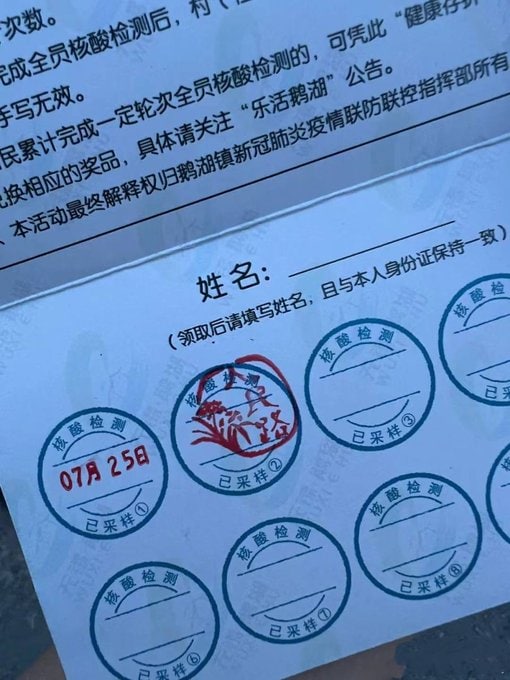 次数。
完成全员核酸检测后，村（
手写无效。
民累计完成一定轮次全员核酸检测的，可凭此“健康存折”
兑换相应的奖品，具体请关注“乐活鹅湖”公告。
、本活动最终解释权归鹅湖镇新冠肺炎疫情联防联控指挥部所有
姓名：
（领取后请填写姓名，且与本人身份证保持一致）
核酸检测
07月25日
已采样①
核酸检测
已采样②
核酸检测
已采样③
核酸检测
已采样
核酸检测
已采样⑥
核酸检测
已采样⑦
核酸检测
已采样⑧